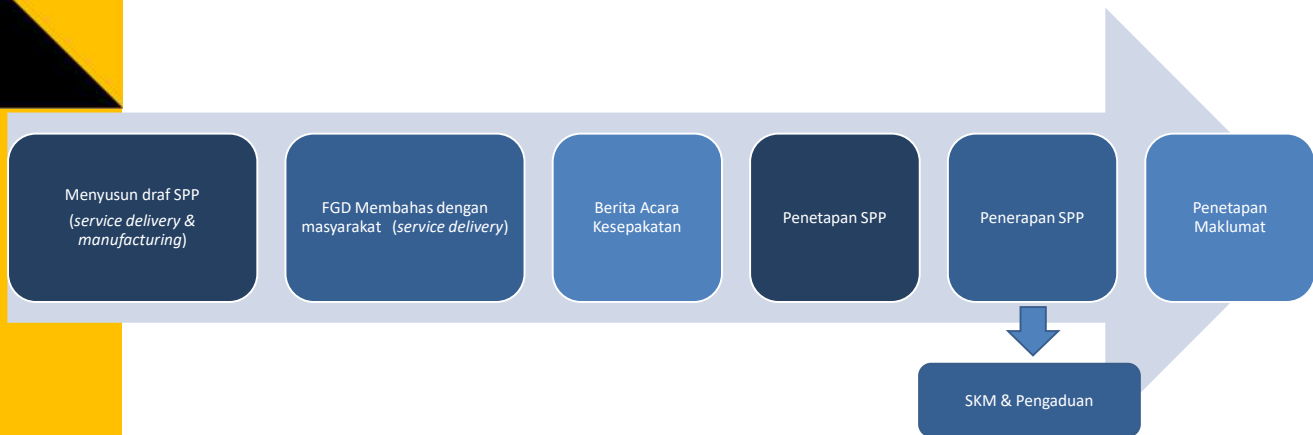 Menyusun draf SPP
(service delivery &
manufacturing)
FGD Membahas dengan
masyarakat (service delivery)
Berita Acara
Kesepakatan
Penetapan SPP
Penerapan SPP
Penetapan
Maklumat
SKM & Pengaduan